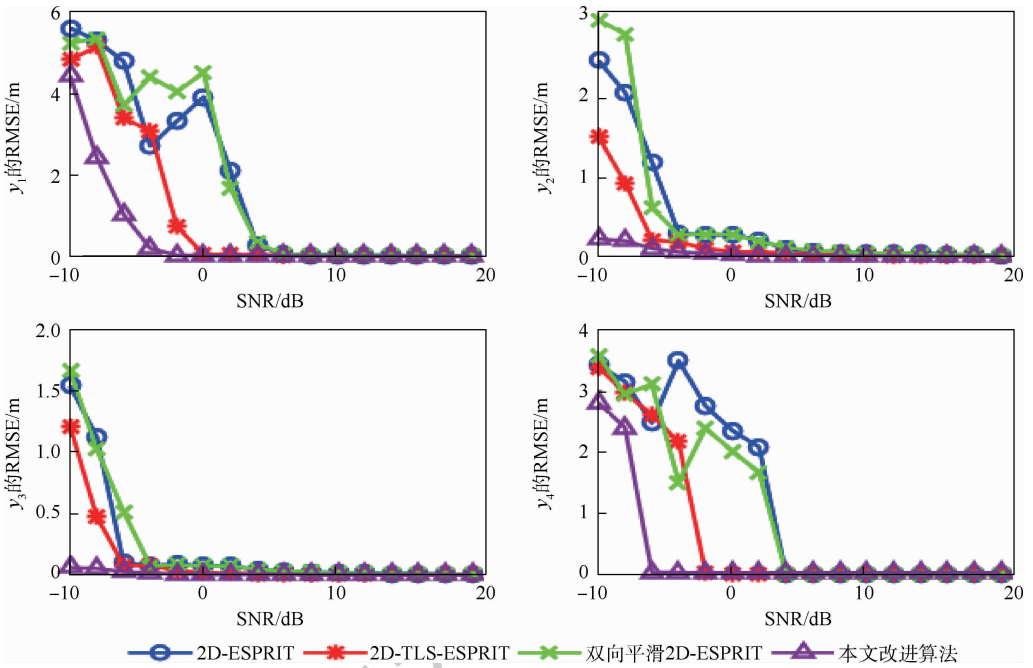 6
4
2
0
y₁的RMSE/m
−10
0
10
20
SNR/dB
3
2
1
0
y₂的RMSE/m
−10
0
10
20
SNR/dB
2.0
1.5
1.0
0.5
0
y₃的RMSE/m
−10
0
10
20
SNR/dB
4
3
2
1
0
y₄的RMSE/m
−10
0
10
20
SNR/dB
2D-ESPRIT
2D-TLS-ESPRIT
双向平滑2D-ESPRIT
本文改进算法